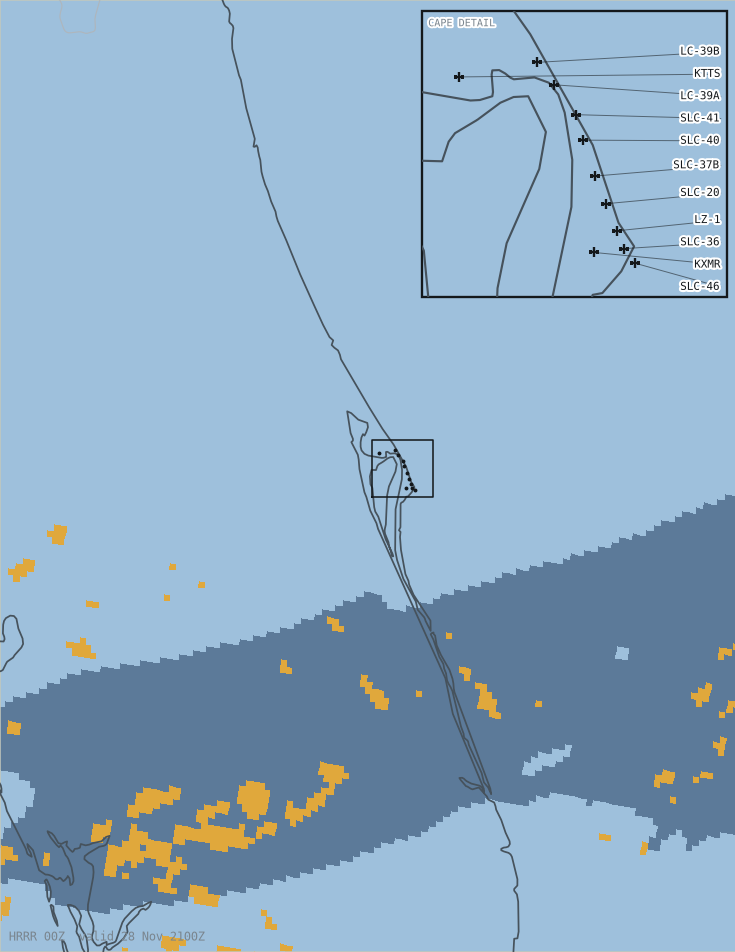 CAPE DETAIL
LC-39B
KTTS
LC-39A
SLC-41
SLC-40
SLC-37B
SLC-20
LZ-1
SLC-36
KXMR
SLC-46
HRRR 00Z  valid 28 Nov 2100Z